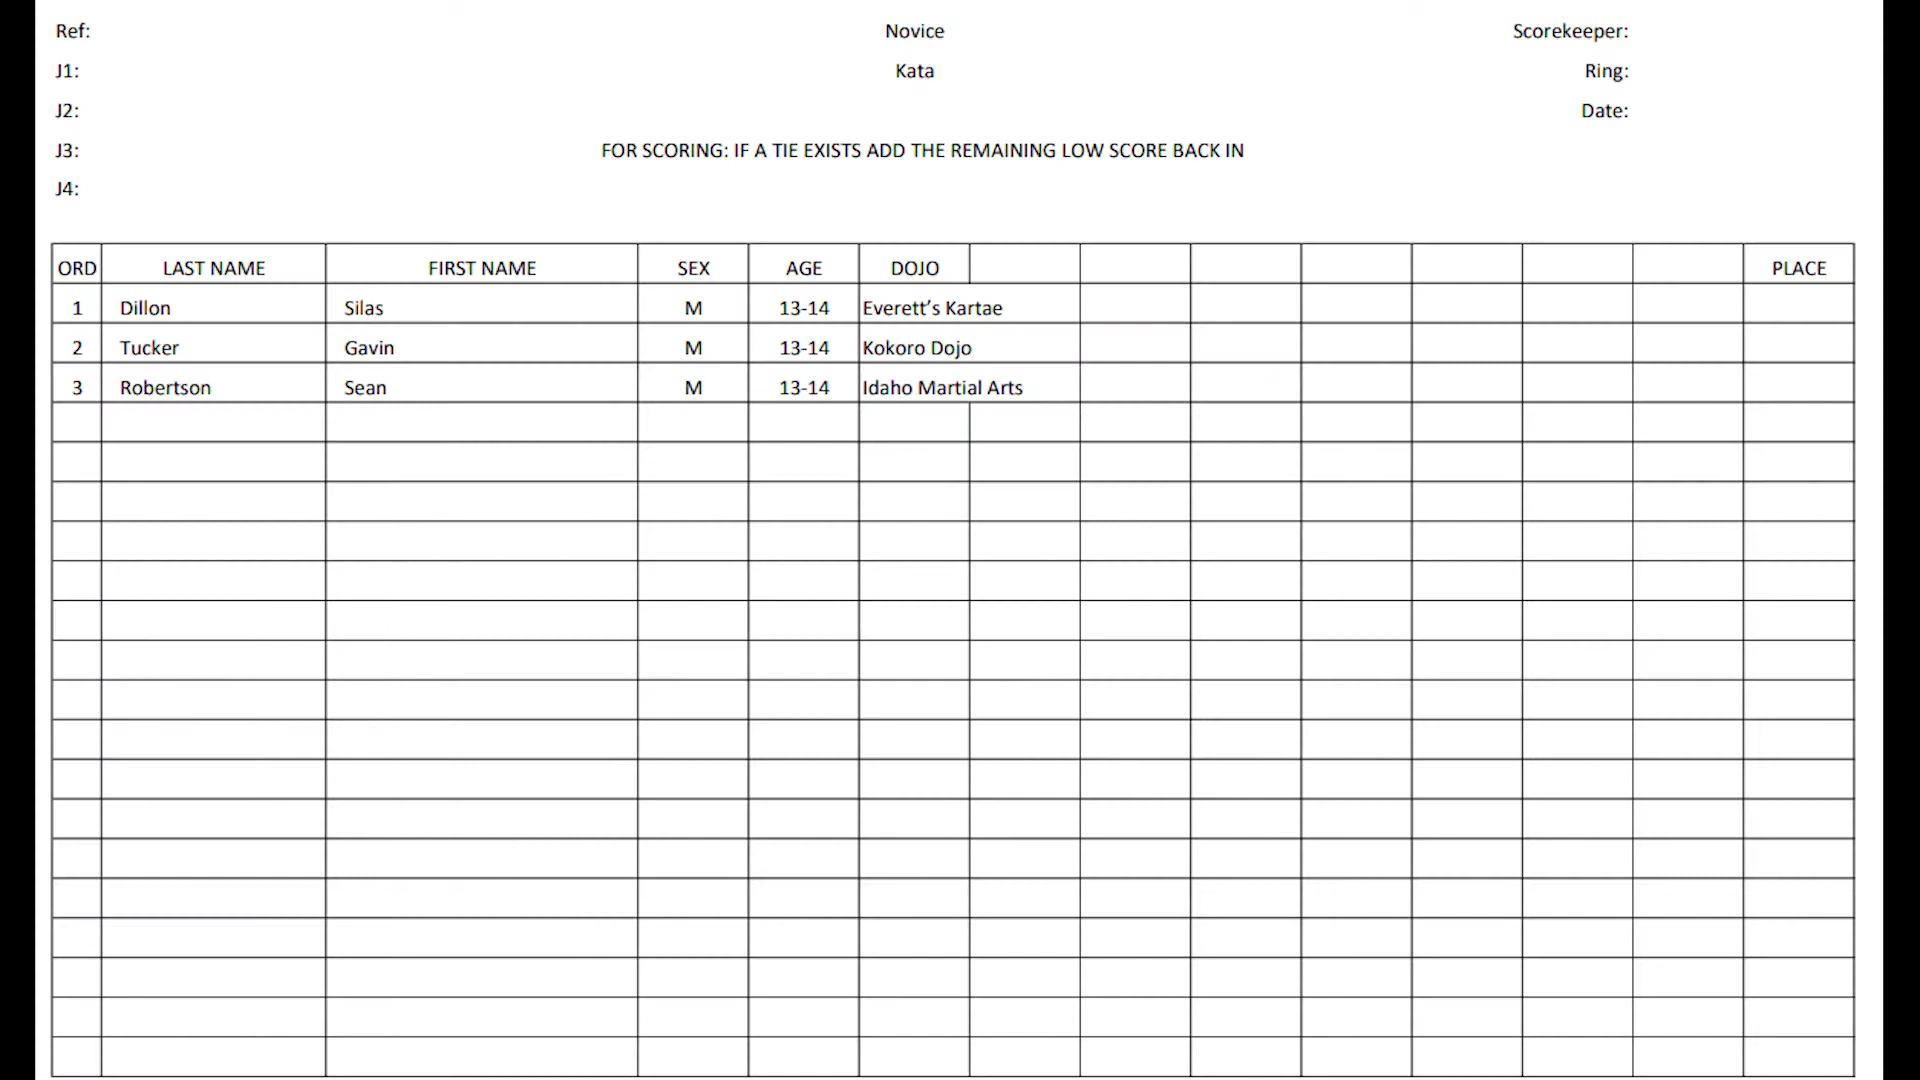 Ref: Novice Scorekeeper:
J1: Kata Ring:
J2: Date:
J3: FOR SCORING: IF A TIE EXISTS ADD THE REMAINING LOW SCORE BACK IN
J4:
ORD LAST NAME FIRST NAME SEX AGE DOJO PLACE
1 Dillon Silas M 13-14 Everett’s Kartae
2 Tucker Gavin M 13-14 Kokoro Dojo
3 Robertson Sean M 13-14 Idaho Martial Arts